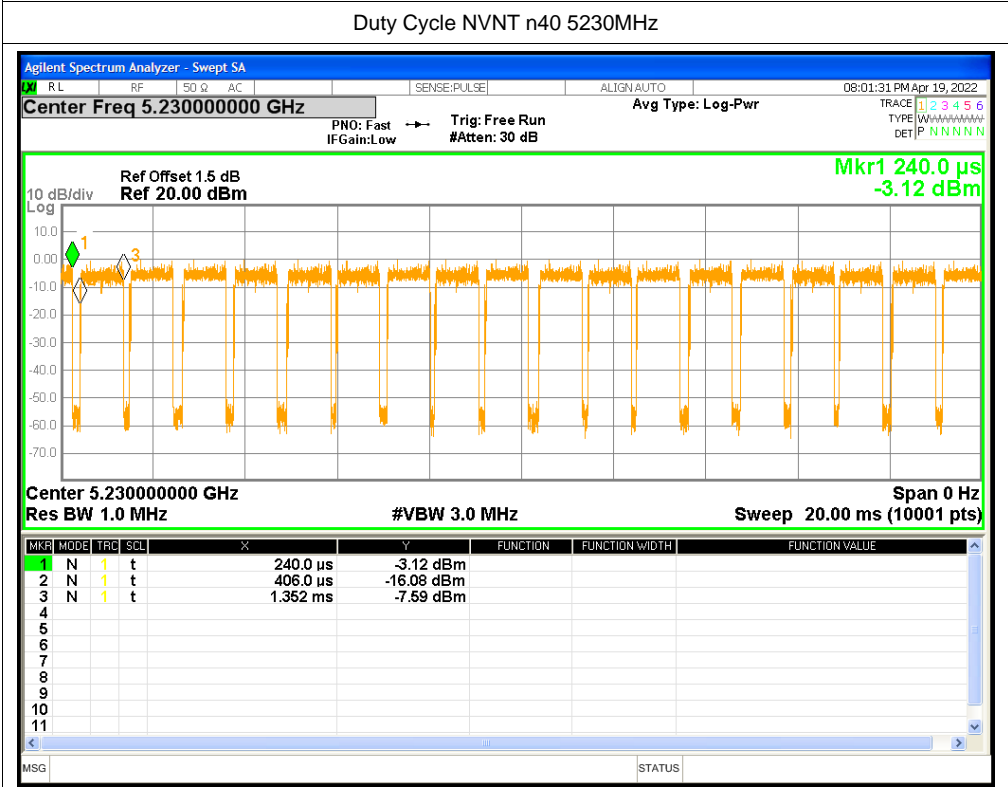 Duty Cycle NVNT n40 5230MHz
Agilent Spectrum Analyzer - Swept SA
LXI RL RF 50 Ω AC SENSE:PULSE ALIGN AUTO 08:01:31 PM Apr 19, 2022
Center Freq 5.230000000 GHz Avg Type: Log-Pwr TRACE 1 2 3 4 5 6
PNO: Fast Trig: Free Run TYPE WWWWWW
IFGain:Low #Atten: 30 dB DET P N N N N N
Mkr1 240.0 µs
Ref Offset 1.5 dB
10 dB/div Ref 20.00 dBm -3.12 dBm
Log
10.0
1
0.00
3
-10.0
-20.0
-30.0
-40.0
-50.0
-60.0
-70.0
Center 5.230000000 GHz Span 0 Hz
Res BW 1.0 MHz #VBW 3.0 MHz Sweep 20.00 ms (10001 pts)
MKR MODE TRC SCL X Y FUNCTION FUNCTION WIDTH FUNCTION VALUE
1 N 1 t 240.0 µs -3.12 dBm
2 N 1 t 406.0 µs -16.08 dBm
3 N 1 t 1.352 ms -7.59 dBm
4
5
6
7
8
9
10
11
MSG STATUS